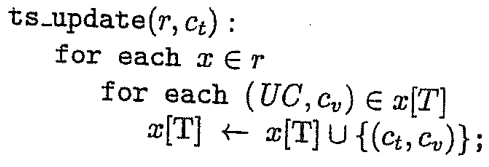 ts_update(r, c_t) :
for each x ∈ r
for each (UC, c_v) ∈ x[T]
x[T] ← x[T] ∪ {(c_t, c_v)};